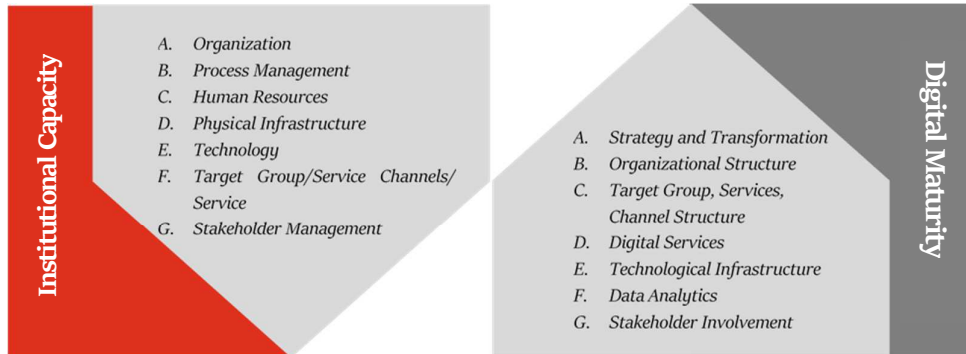 Institutional Capacity
A. Organization
B. Process Management
C. Human Resources
D. Physical Infrastructure
E. Technology
F. Target Group/Service Channels/
Service
G. Stakeholder Management
A. Strategy and Transformation
B. Organizational Structure
C. Target Group, Services,
Channel Structure
D. Digital Services
E. Technological Infrastructure
F. Data Analytics
G. Stakeholder Involvement
Digital Maturity